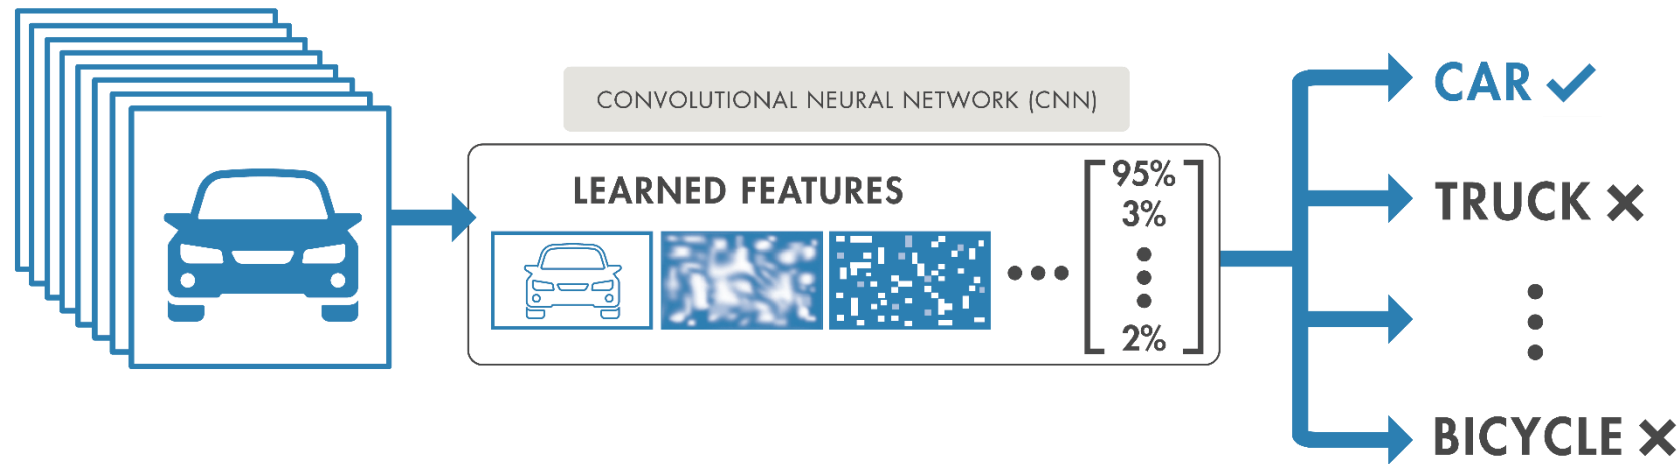 CONVOLUTIONAL NEURAL NETWORK (CNN)
LEARNED FEATURES
95%
3%
2%
CAR
TRUCK
BICYCLE